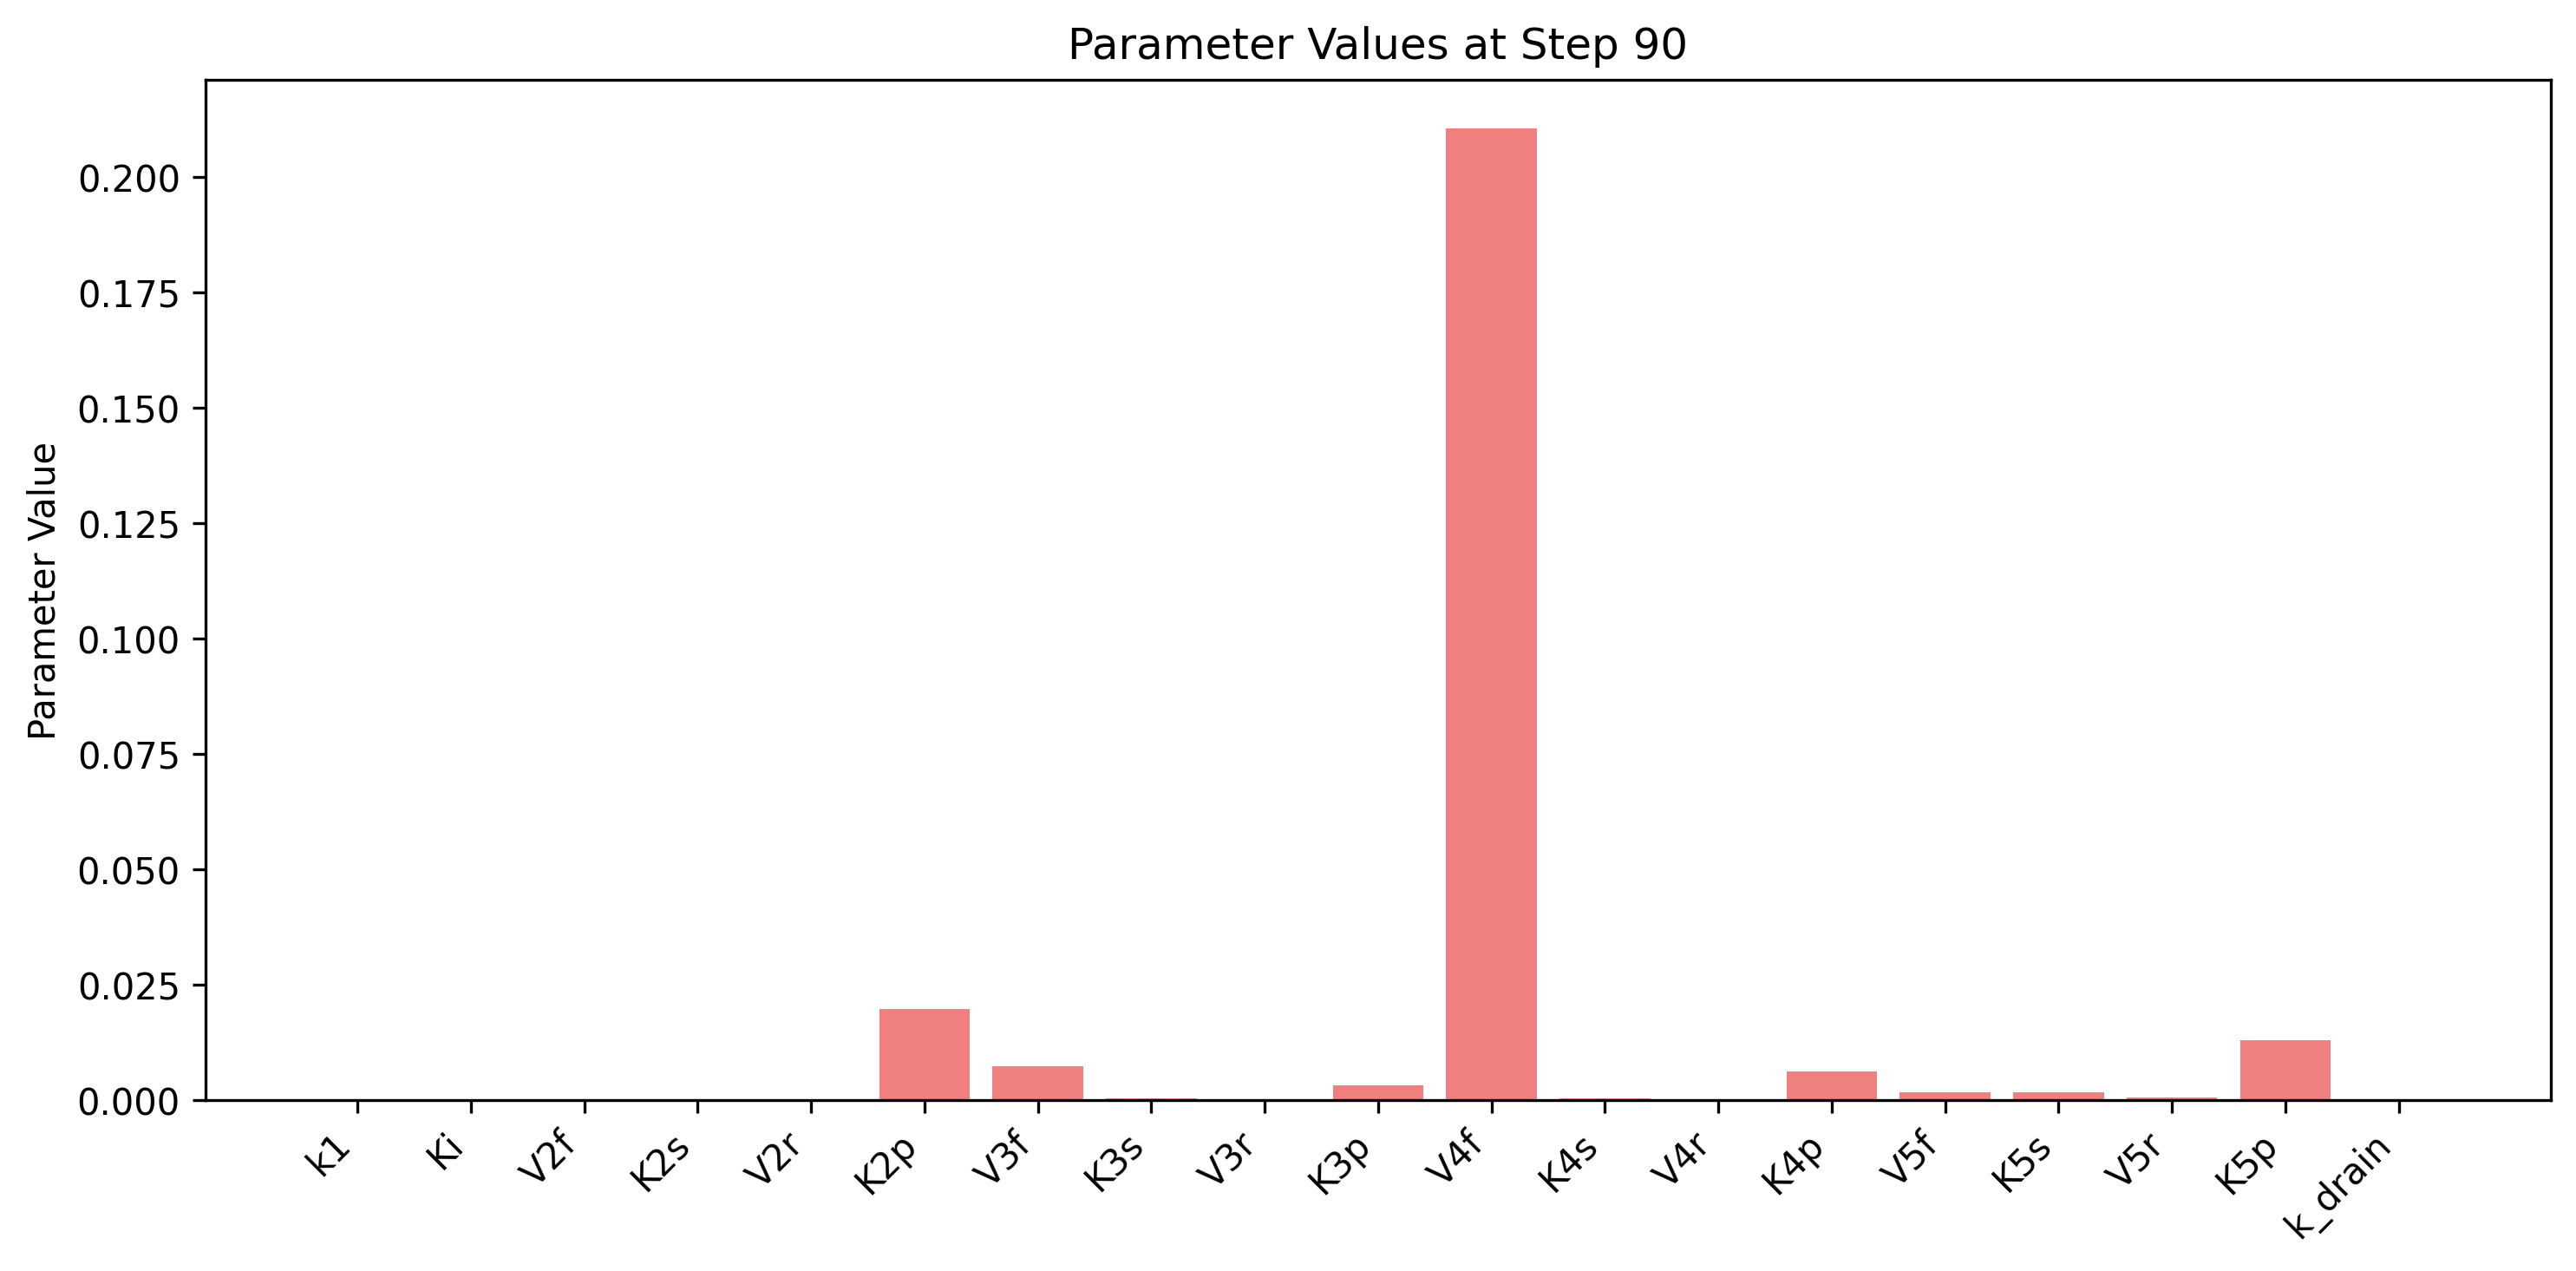 Parameter Values at Step 90
Parameter Value
0.200
0.175
0.150
0.125
0.100
0.075
0.050
0.025
0.000
k1
Ki
V2f
K2s
V2r
K2p
V3f
K3s
V3r
K3p
V4f
K4s
V4r
K4p
V5f
K5s
V5r
K5p
k_drain